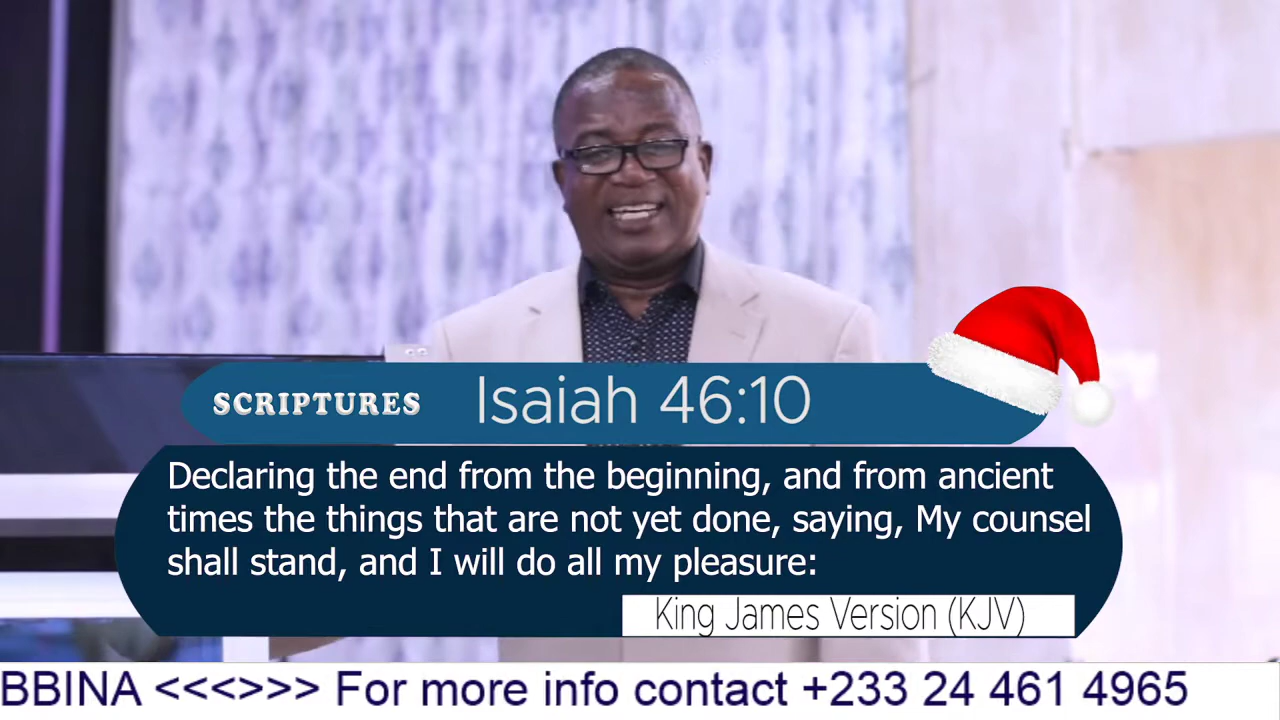 SCRIPTURES Isaiah 46:10
Declaring the end from the beginning, and from ancient
times the things that are not yet done, saying, My counsel
shall stand, and I will do all my pleasure:
King James Version (KJV)
BBINA <<<>>> For more info contact +233 24 461 4965